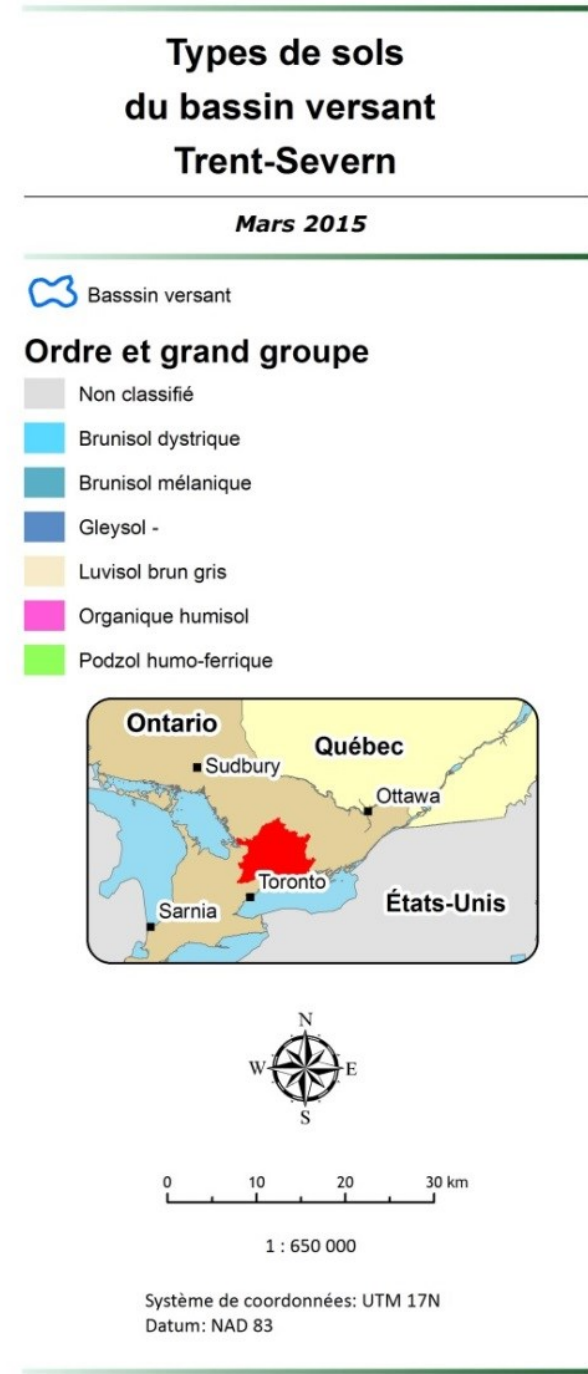 Types de sols
du bassin versant
Trent-Severn
Mars 2015
Basssin versant
Ordre et grand groupe
Non classifié
Brunisol dystrique
Brunisol mélanique
Gleysol -
Luvisol brun gris
Organique humisol
Podzol humo-ferrique
Ontario
Québec
Sudbury
Ottawa
Toronto
Sarnia
États-Unis
N
W E
S
0 10 20 30 km
1 : 650 000
Système de coordonnées: UTM 17N
Datum: NAD 83